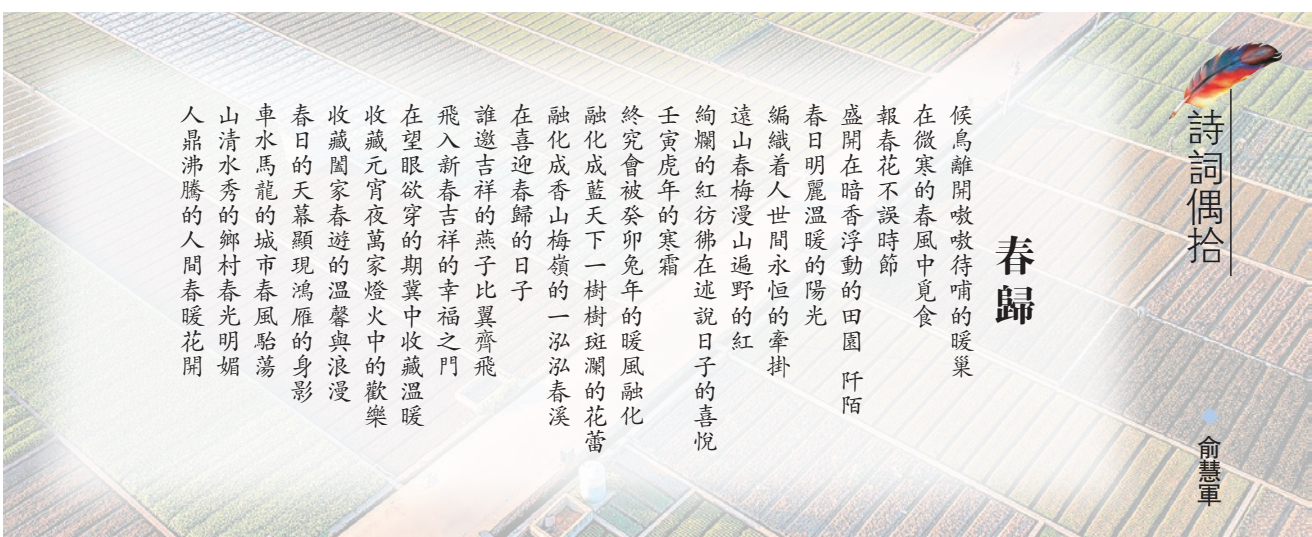 詩詞偶拾
俞慧軍
春歸
候鳥離開嗷嗷待哺的暖巢
在微寒的春風中覓食
報春花不誤時節
盛開在暗香浮動的田園 阡陌
春日明麗溫暖的陽光
編織着人世間永恒的牽掛
遠山春梅漫山遍野的紅
絢爛的紅彷彿在述說日子的喜悅
壬寅虎年的寒霜
終究會被癸卯兔年的暖風融化
融化成藍天下一樹樹斑斕的花蕾
融化成香山梅嶺的一泓泓春溪
在喜迎春歸的日子
誰邀吉祥的燕子比翼齊飛
飛入新春吉祥的幸福之門
在望眼欲穿的期冀中收藏溫暖
收藏元宵夜萬家燈火中的歡樂
收藏闔家春遊的溫馨與浪漫
春日的天幕顯現鴻雁的身影
車水馬龍的城市春風駘蕩
山清水秀的鄉村春光明媚
人鼎沸騰的人間春暖花開